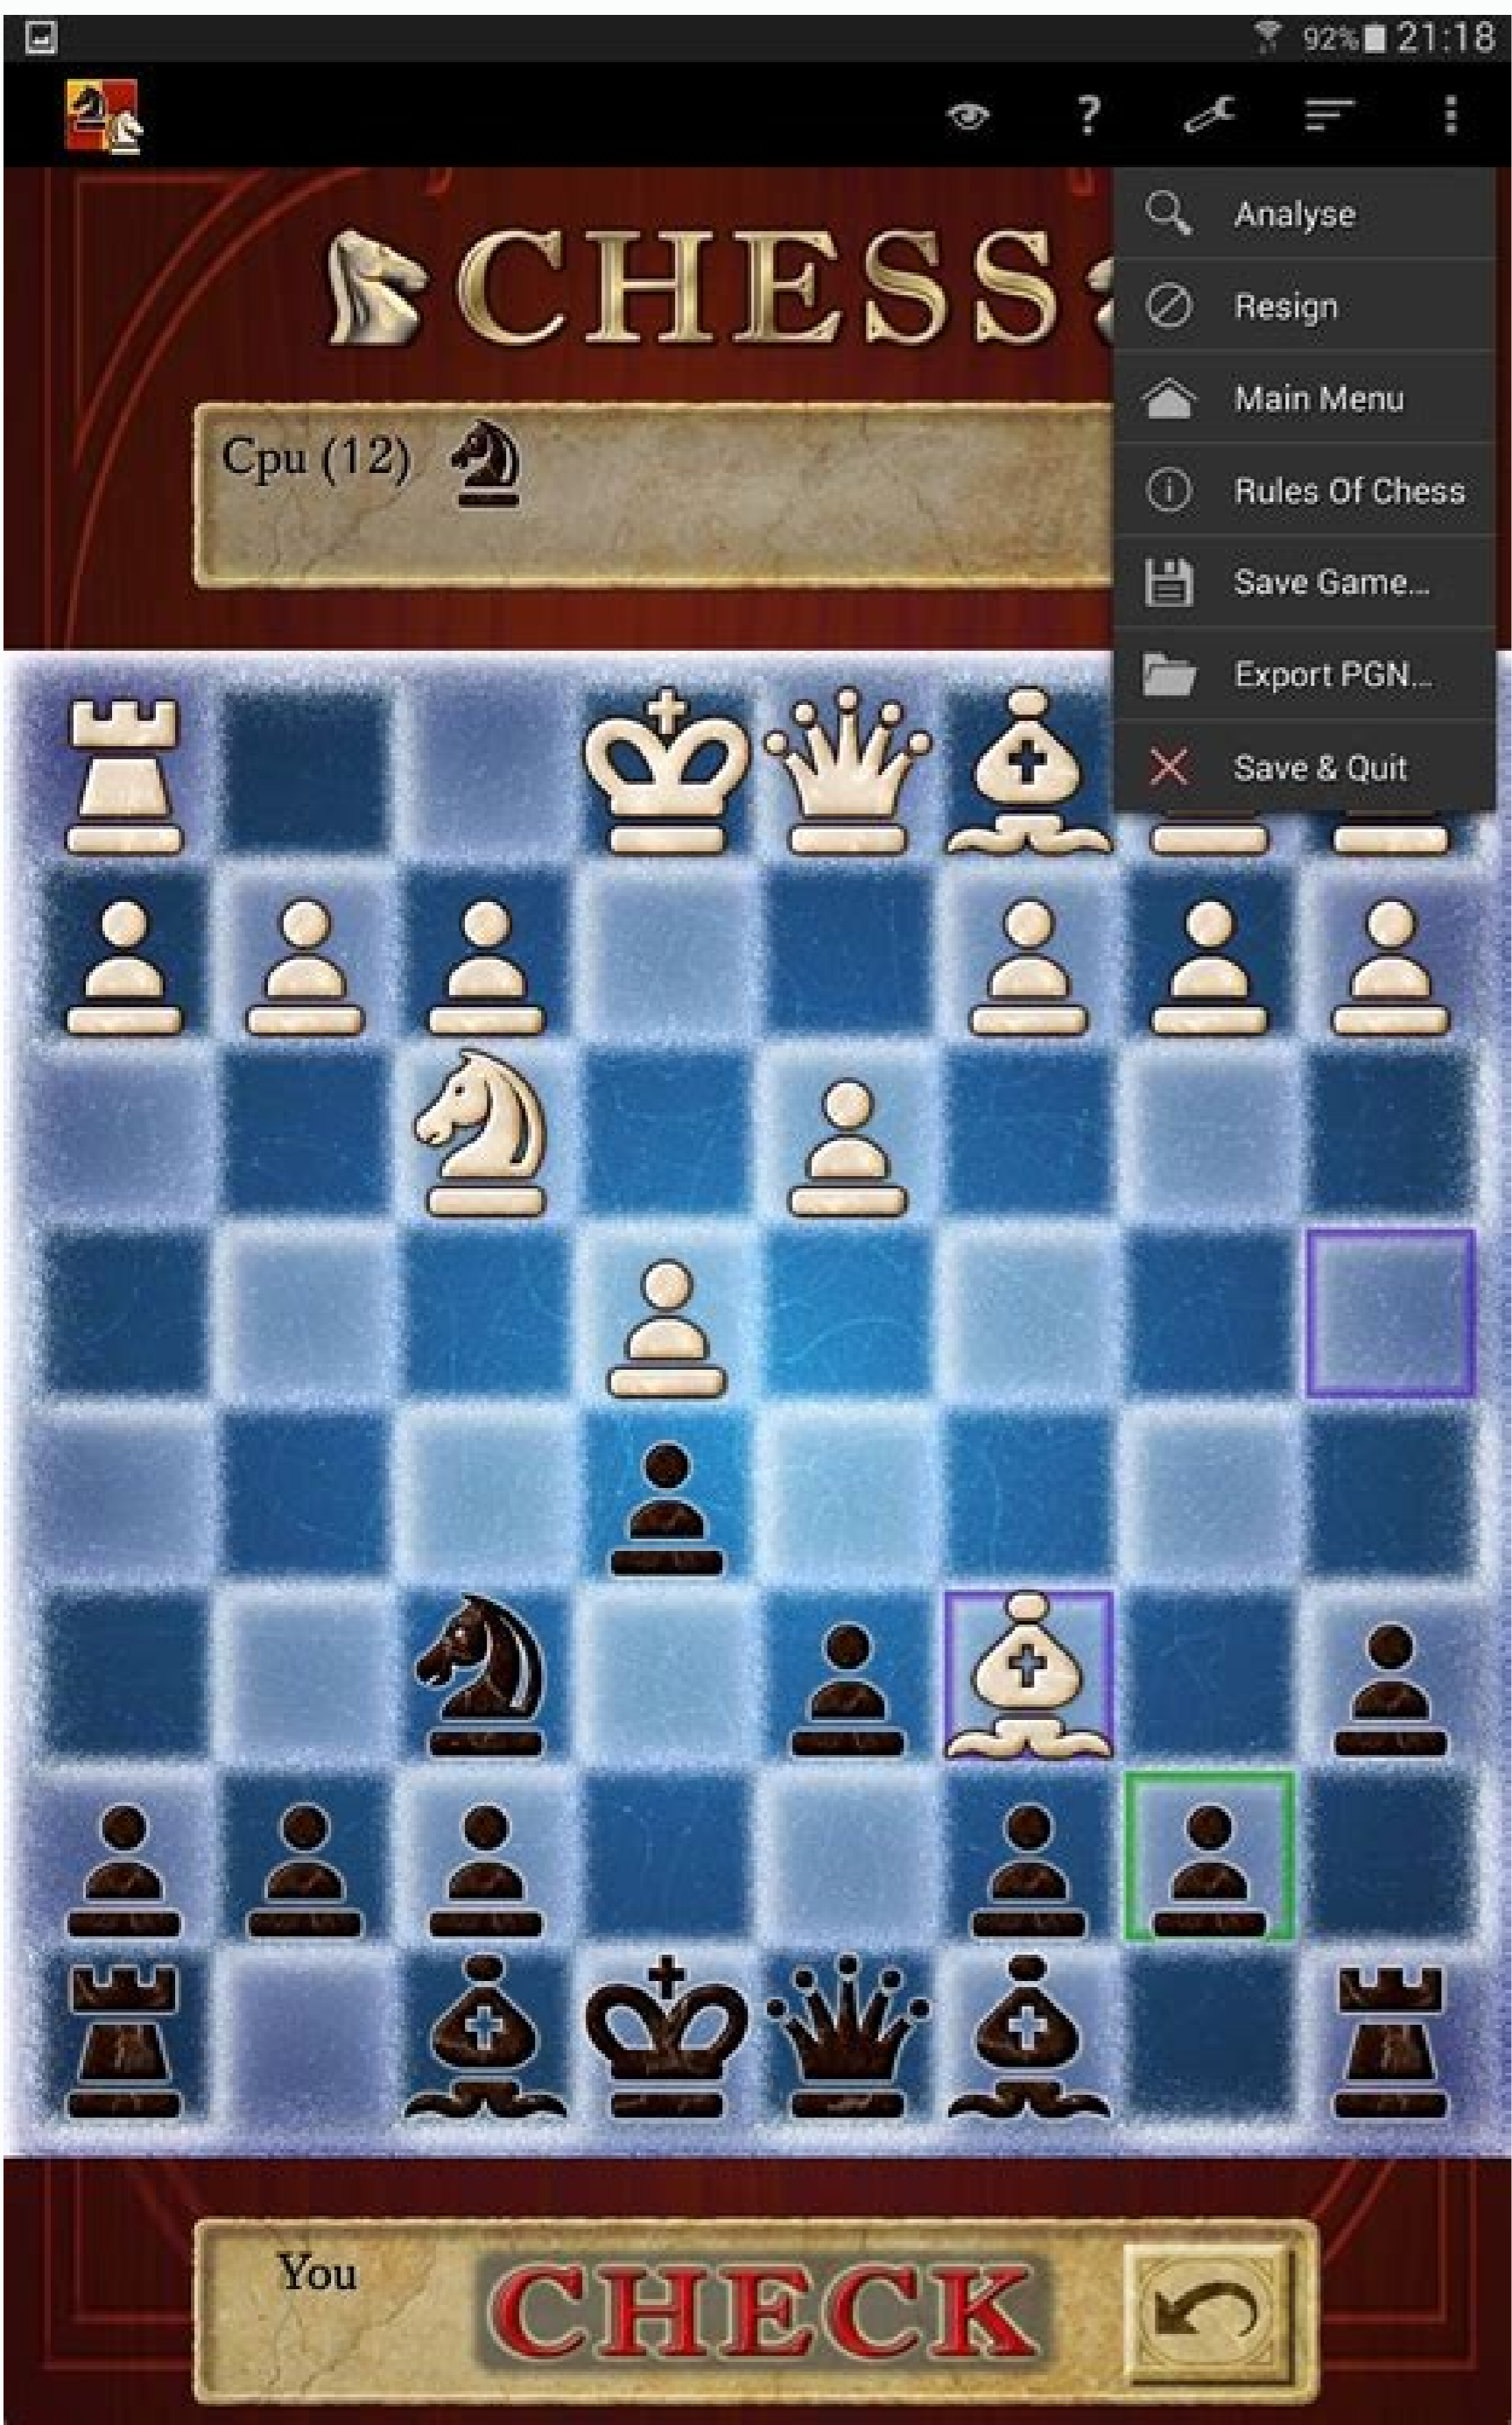 92% 21:18
?
CHESS
Analyse
Resign
Main Menu
Rules Of Chess
Save Game...
Export PGN...
Save & Quit
Cpu (12)
You
CHECK